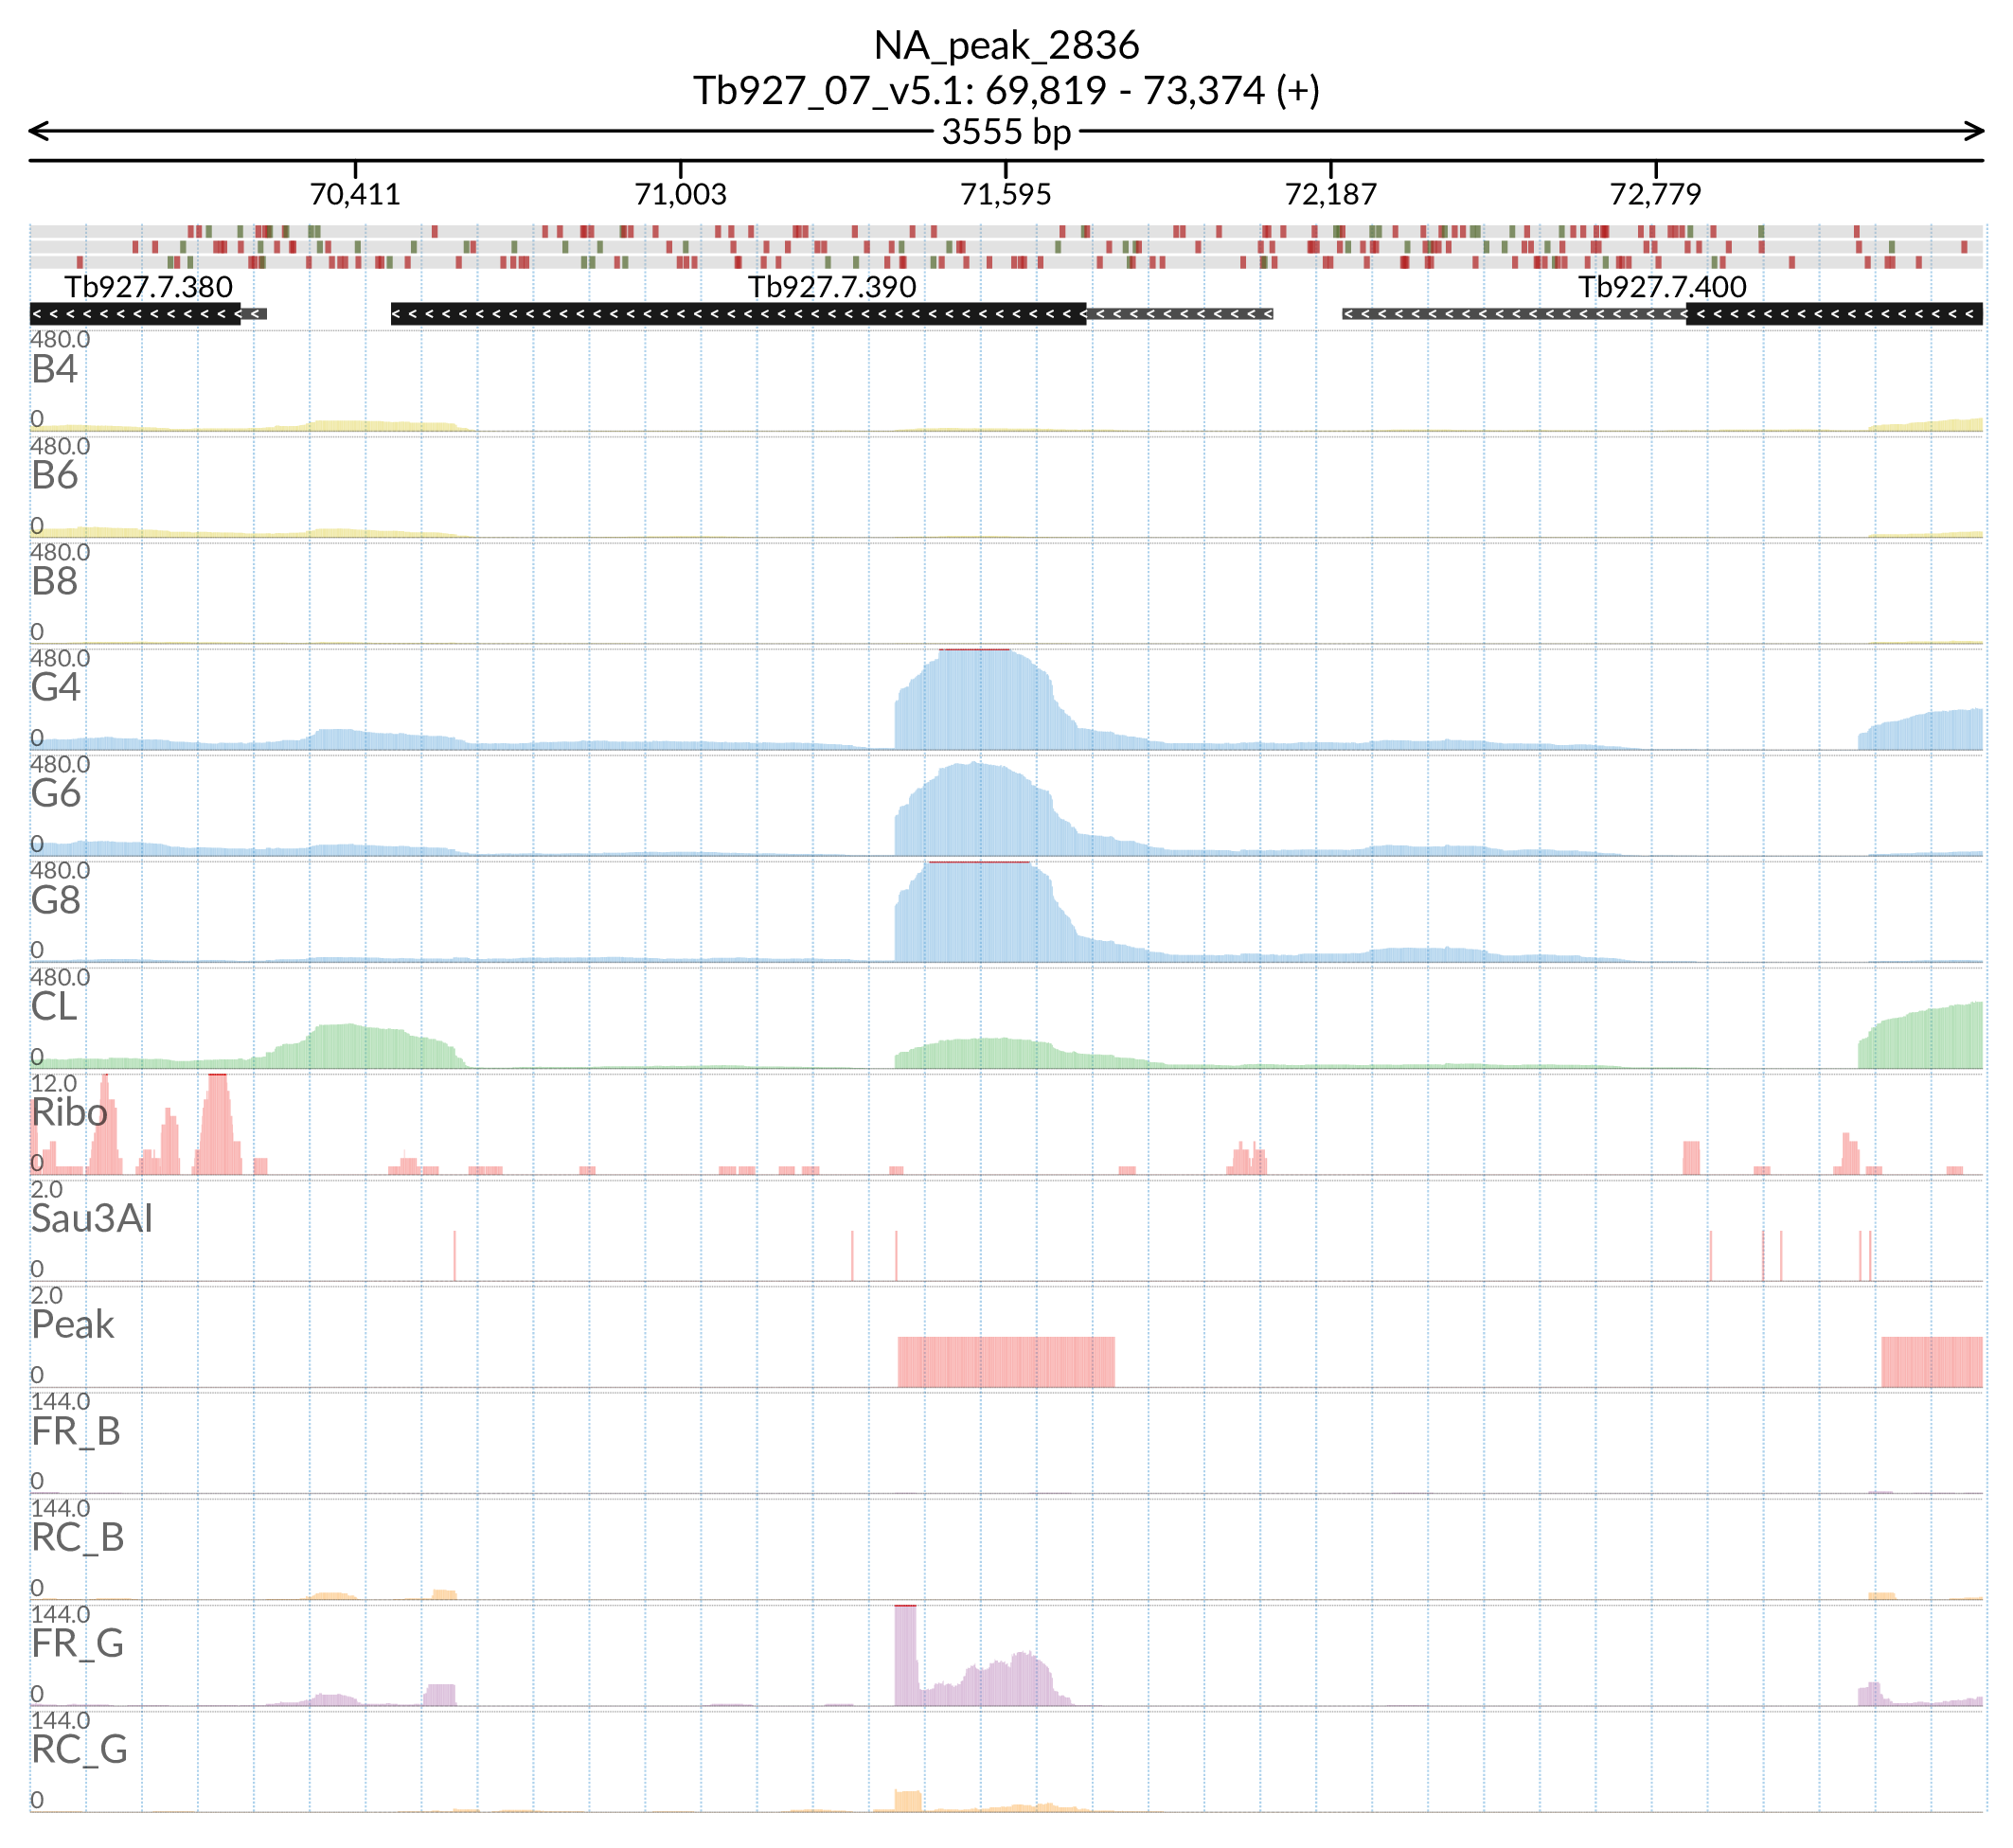 NA_peak_2836
Tb927_07_v5.1: 69,819 - 73,374 (+)
3555 bp
70,411 71,003 71,595 72,187 72,779
Tb927.7.380 Tb927.7.390 Tb927.7.400
480.0
B4
0
480.0
B6
0
480.0
B8
0
480.0
G4
0
480.0
G6
0
480.0
G8
0
480.0
CL
0
12.0
Ribo
0
2.0
Sau3AI
0
2.0
Peak
0
144.0
FR_B
0
144.0
RC_B
0
144.0
FR_G
0
144.0
RC_G
0